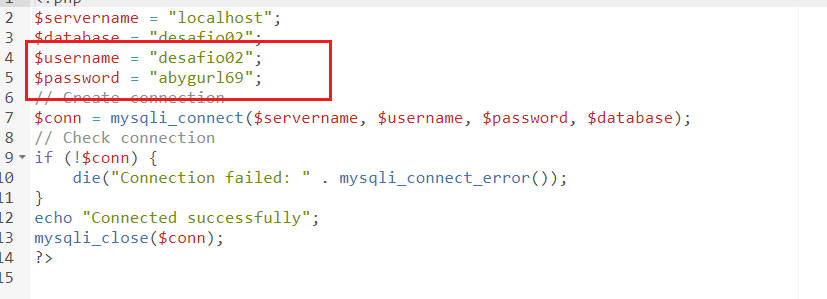 1 <?php
2 $servername = "localhost";
3 $database = "desafio02";
4 $username = "desafio02";
5 $password = "abygurl69";
6 // Create connection
7 $conn = mysqli_connect($servername, $username, $password, $database);
8 // Check connection
9 if (!$conn) {
10 die("Connection failed: " . mysqli_connect_error());
11 }
12 echo "Connected successfully";
13 mysqli_close($conn);
14 ?>
15